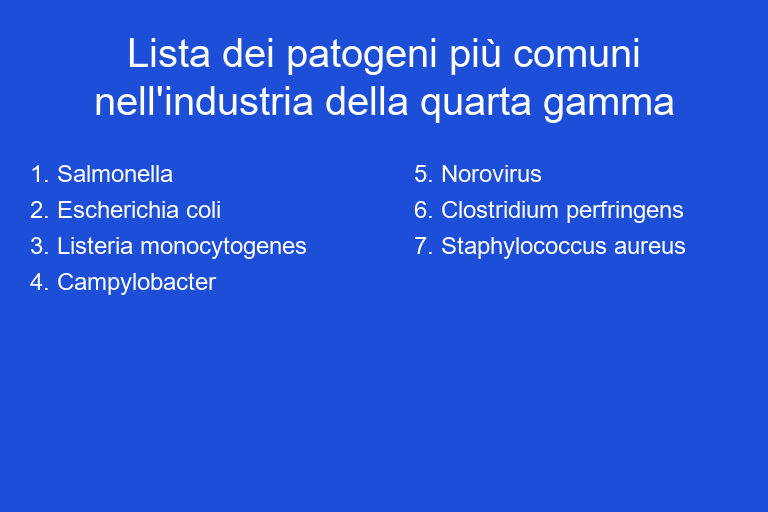 Lista dei patogeni più comuni
nell'industria della quarta gamma
1. Salmonella
2. Escherichia coli
3. Listeria monocytogenes
4. Campylobacter
5. Norovirus
6. Clostridium perfringens
7. Staphylococcus aureus